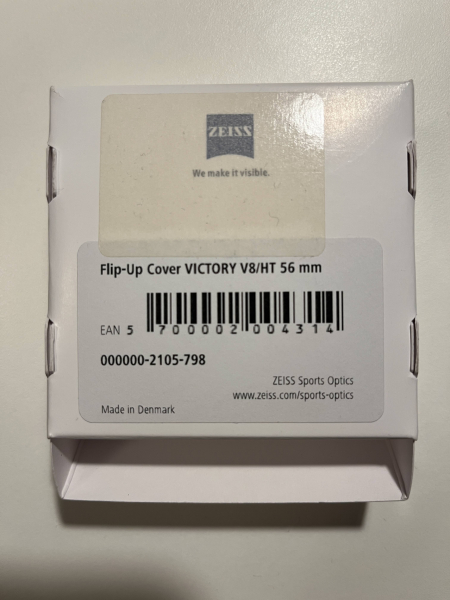 ZEISS
We make it visible.
Flip-Up Cover VICTORY V8/HT 56 mm
EAN 5 700002 004314
000000-2105-798
ZEISS Sports Optics
www.zeiss.com/sports-optics
Made in Denmark